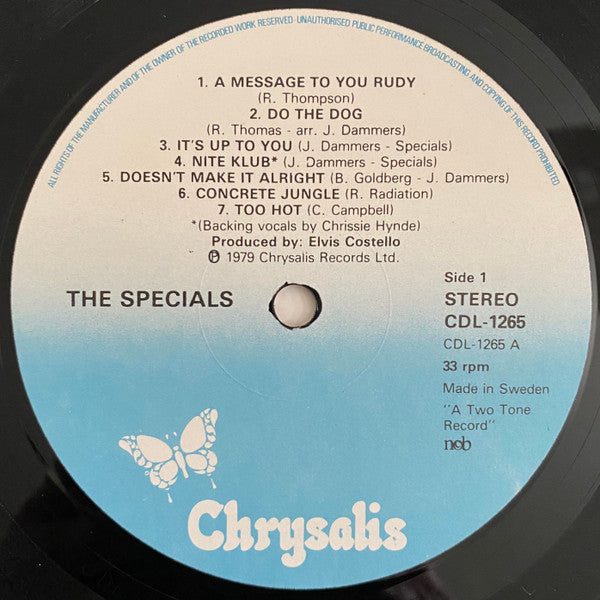 ALL RIGHTS OF THE MANUFACTURER AND OF THE OWNER OF THE RECORDED WORK RESERVED · UNAUTHORISED PUBLIC PERFORMANCE BROADCASTING AND COPYING OF THIS RECORD PROHIBITED
1. A MESSAGE TO YOU RUDY
(R. Thompson)
2. DO THE DOG
(R. Thomas - arr. J. Dammers)
3. IT'S UP TO YOU (J. Dammers - Specials)
4. NITE KLUB* (J. Dammers - Specials)
5. DOESN'T MAKE IT ALRIGHT (B. Goldberg - J. Dammers)
6. CONCRETE JUNGLE (R. Radiation)
7. TOO HOT (C. Campbell)
*(Backing vocals by Chrissie Hynde)
Produced by: Elvis Costello
℗ 1979 Chrysalis Records Ltd.
THE SPECIALS
Side 1
STEREO
CDL-1265
CDL-1265 A
33 rpm
Made in Sweden
"A Two Tone
Record"
ncb
Chrysalis